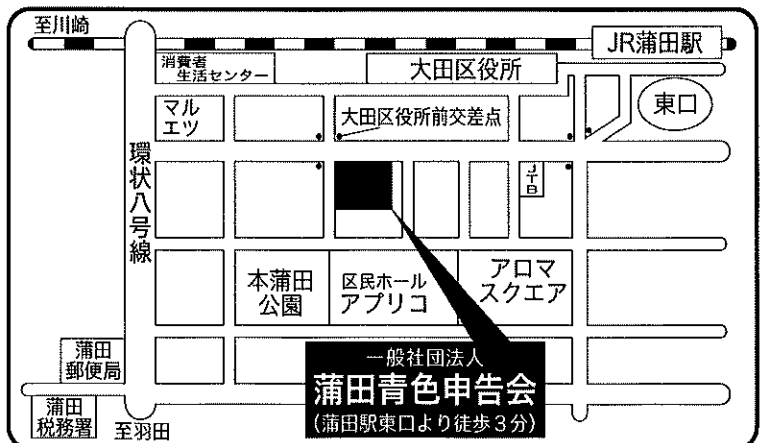 至川崎
JR蒲田駅
消費者
生活センター
大田区役所
東口
マル
エツ
大田区役所前交差点
環状八号線
JTB
本蒲田
公園
区民ホール
アプリコ
アロマ
スクエア
蒲田
郵便局
一般社団法人
蒲田青色申告会
(蒲田駅東口より徒歩3分)
蒲田
税務署
至羽田